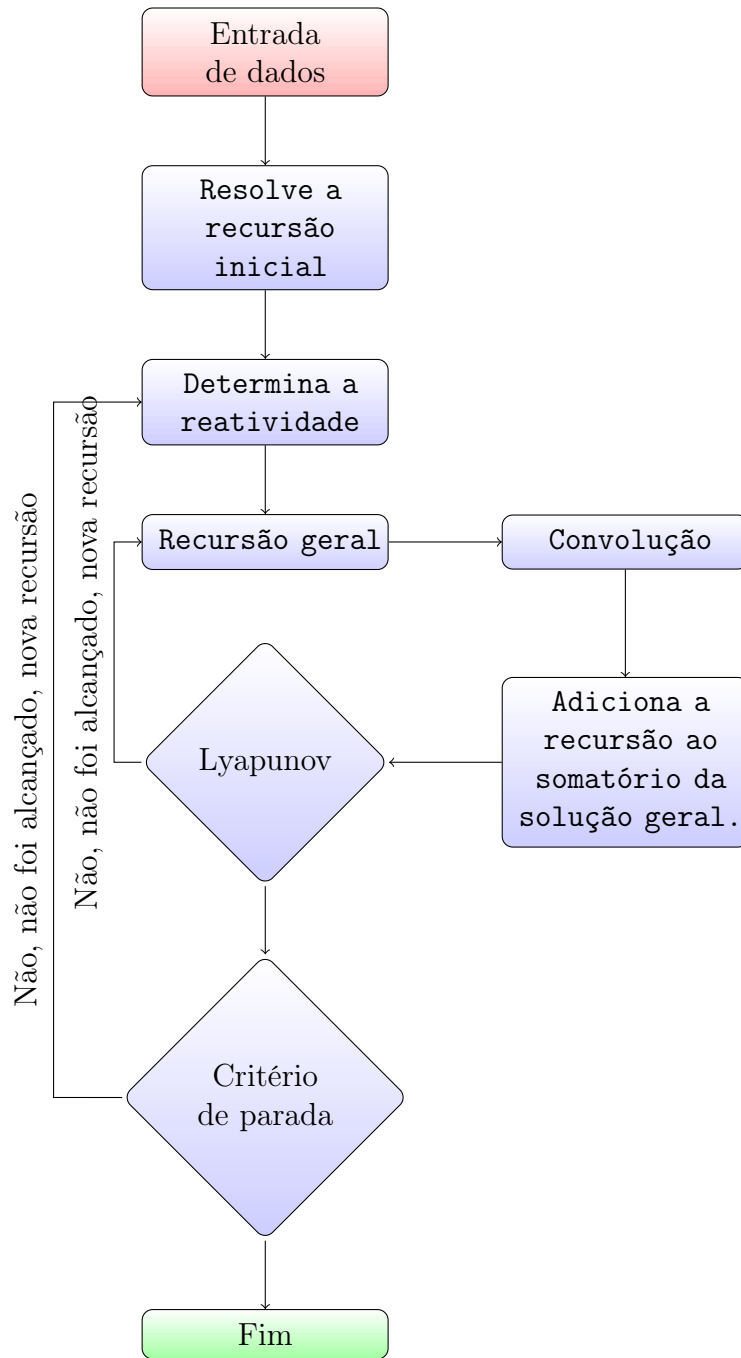 Entrada
de dados
Resolve a
recursão
inicial
Determina a
reatividade
Recursão geral
Convolução
Adiciona a
recursão ao
somatório da
solução geral.
Lyapunov
Não, não foi alcançado, nova recursão
Não, não foi alcançado, nova recursão
Critério
de parada
Fim